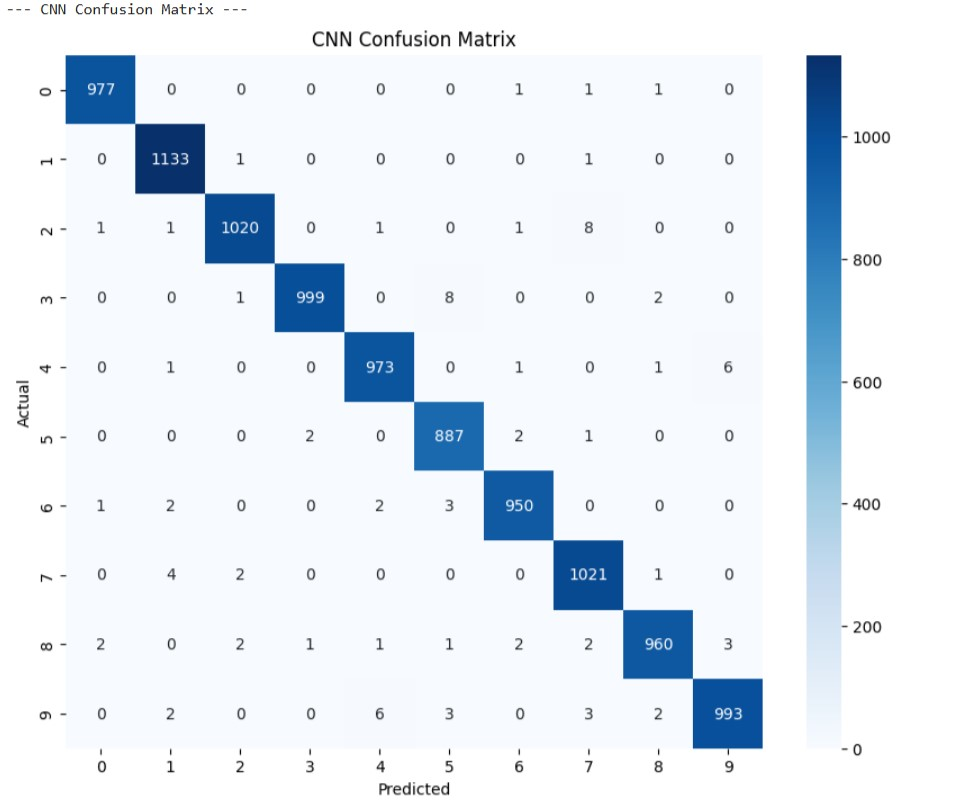 --- CNN Confusion Matrix ---
CNN Confusion Matrix
0 977 0 0 0 0 0 1 1 1 0
1 0 1133 1 0 0 0 0 1 0 0
2 1 1 1020 0 1 0 1 8 0 0
3 0 0 1 999 0 8 0 0 2 0
4 0 1 0 0 973 0 1 0 1 6
5 0 0 0 2 0 887 2 1 0 0
6 1 2 0 0 2 3 950 0 0 0
7 0 4 2 0 0 0 0 1021 1 0
8 2 0 2 1 1 1 2 2 960 3
9 0 2 0 0 6 3 0 3 2 993
0 1 2 3 4 5 6 7 8 9
Actual
Predicted
1000
800
600
400
200
0